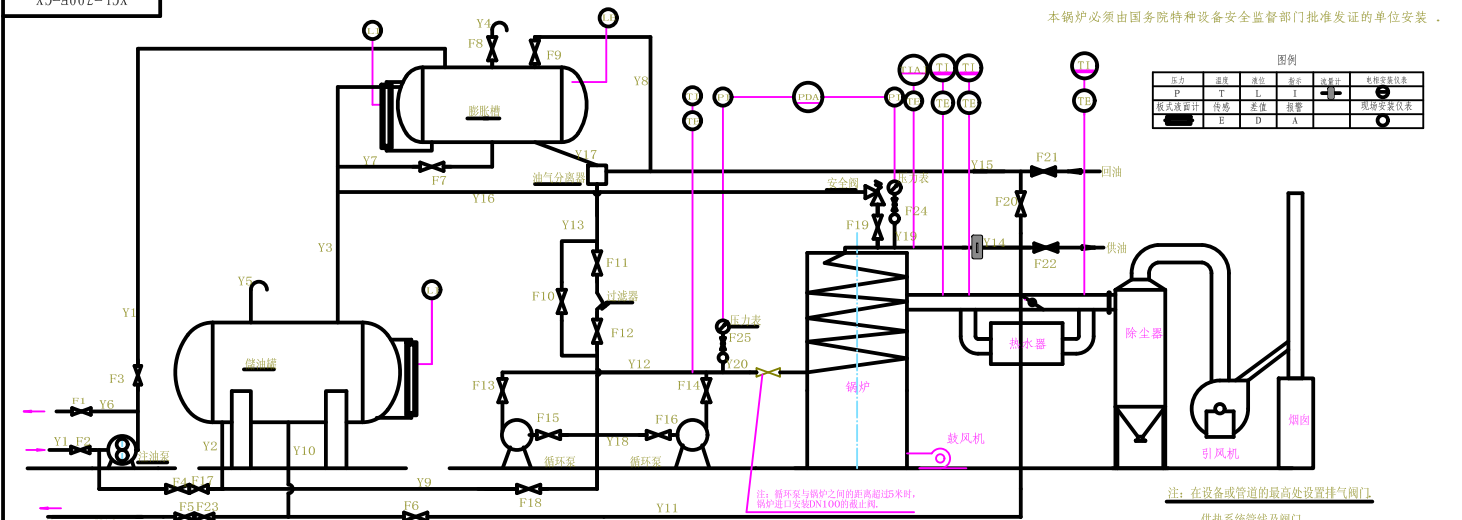 本锅炉必须由国务院特种设备安全监督部门批准发证的单位安装 .
图例
压力 温度 液位 指示 流量计 电柜安装仪表
P T L I
板式液面计 传感 差值 报警 现场安装仪表
E D A
LI
Y4
F8
F9
LE
Y8
膨胀槽
Y7
F7
Y17
油气分离器
Y16
TI
TE
PI
PDA
PI
TIA
TE
TI
TE
TI
TE
TI
TE
Y15
F21
回油
安全阀
压力表
F24
F19
Y19
F20
Y14
F22
供油
Y13
Y3
Y5
LI
Y1
F11
F10
过滤器
F12
压力表
F25
储油罐
Y12
Y20
热水器
除尘器
F3
F1
Y6
F13
F14
锅炉
烟囱
Y1 F2
注油泵
Y2
Y10
F15
F16
Y18
循环泵
循环泵
鼓风机
引风机
F4 F17
Y9
F18
F5 F23
F6
Y11
注: 循环泵与锅炉之间的距离超过5米时,
锅炉进口安装DN100的截止阀.
注: 在设备或管道的最高处设置排气阀门